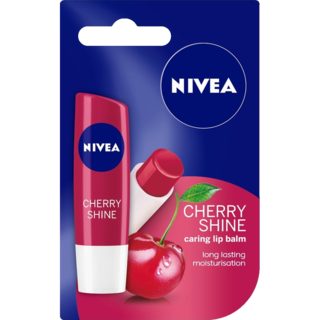 NIVEA
NIVEA
CHERRY
SHINE
CHERRY
SHINE
caring lip balm
long lasting
moisturisation